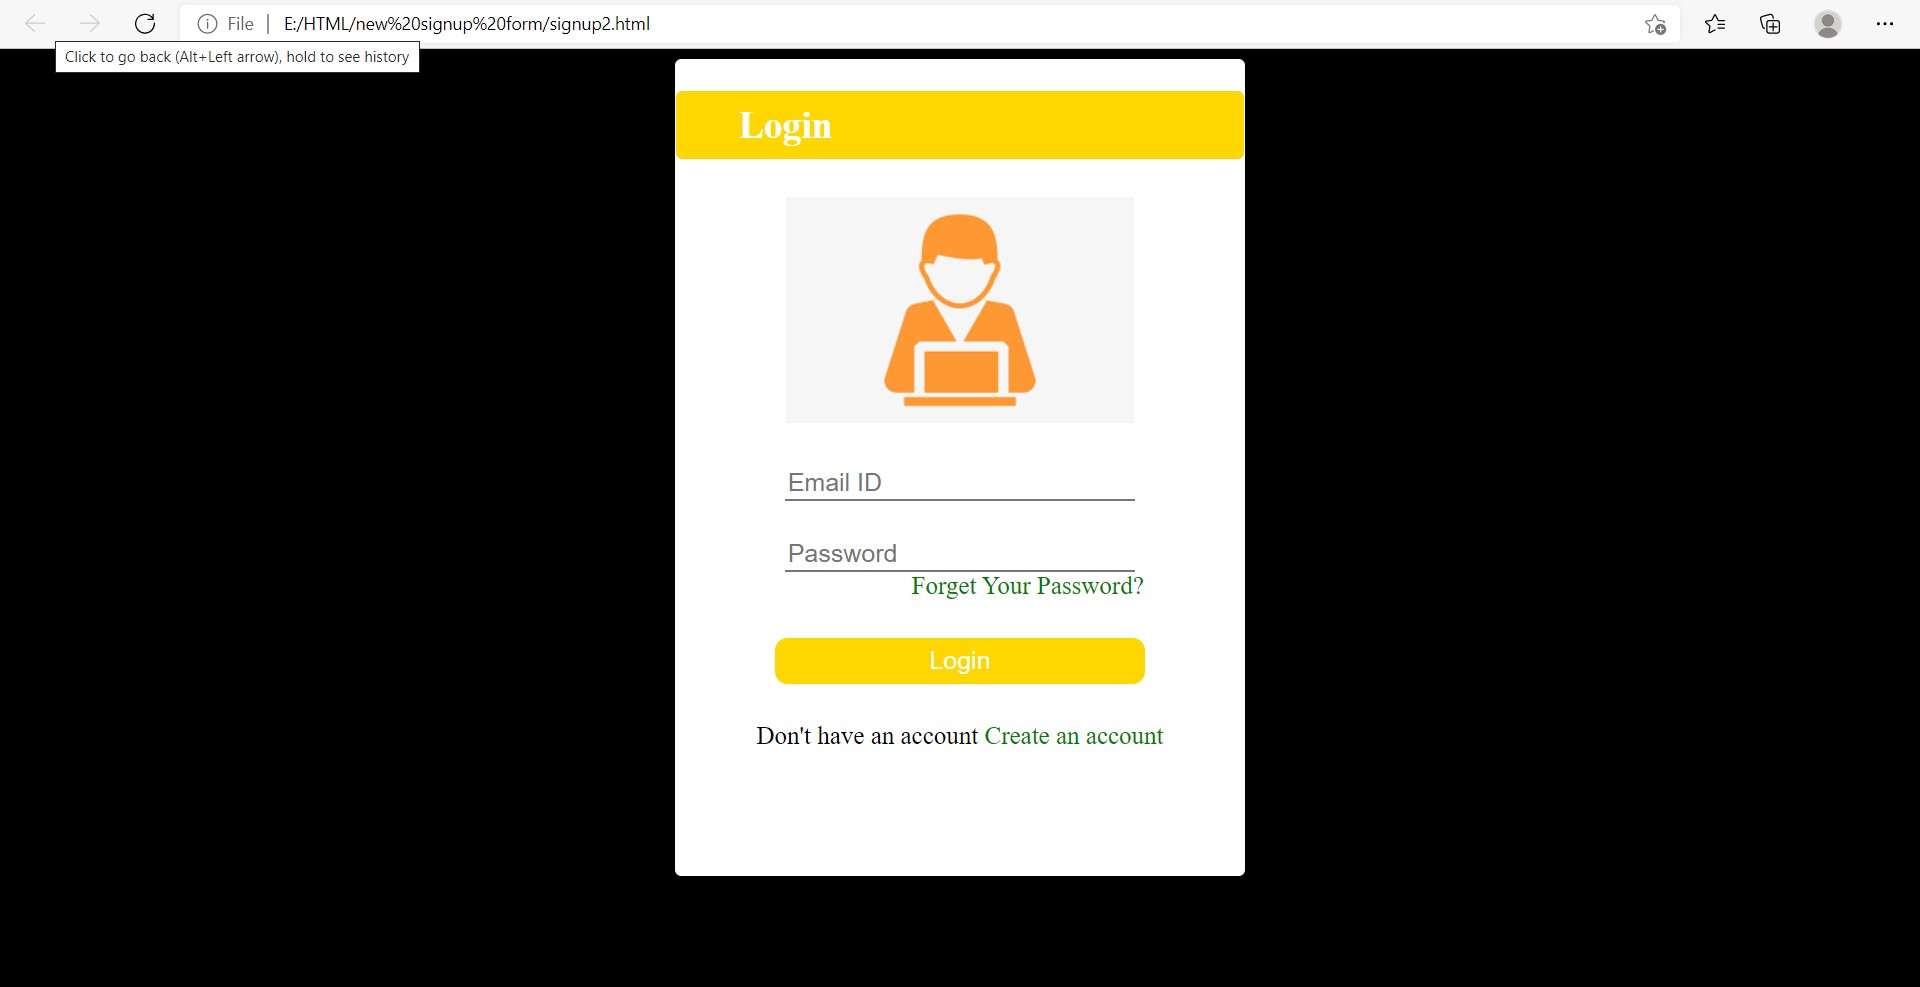 File | E:/HTML/new%20signup%20form/signup2.html
Click to go back (Alt+Left arrow), hold to see history
Login
Email ID
Password
Forget Your Password?
Login
Don't have an account Create an account